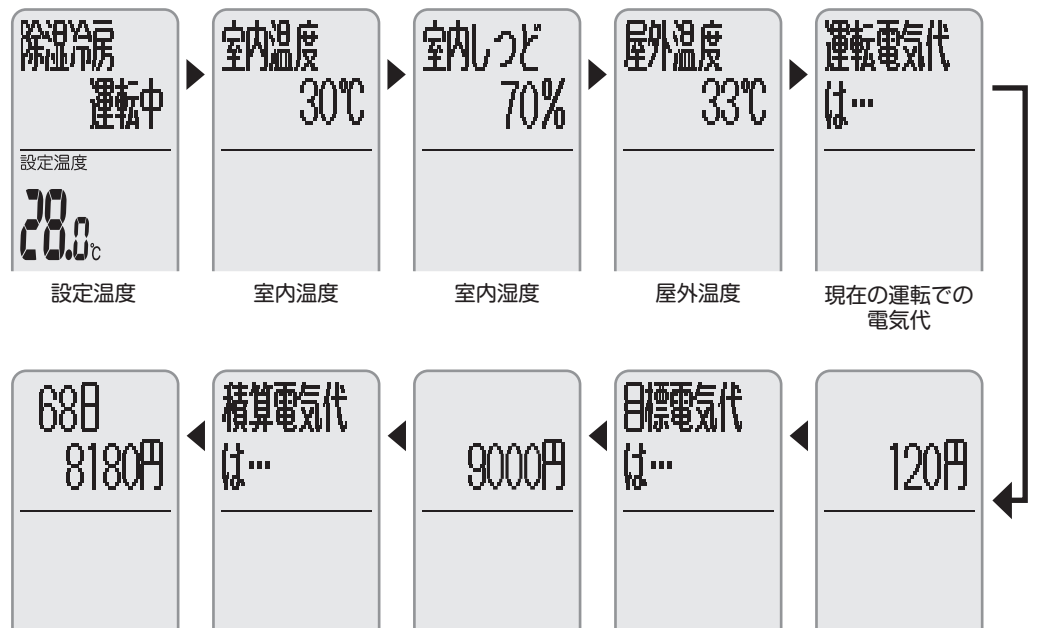 除湿冷房
運転中
設定温度
28.0℃
設定温度
室内温度
30℃
室内温度
室内しつど
70%
室内湿度
屋外温度
33℃
屋外温度
運転電気代
は…
現在の運転での
電気代
120円
目標電気代
は…
9000円
積算電気代
は…
68日
8180円